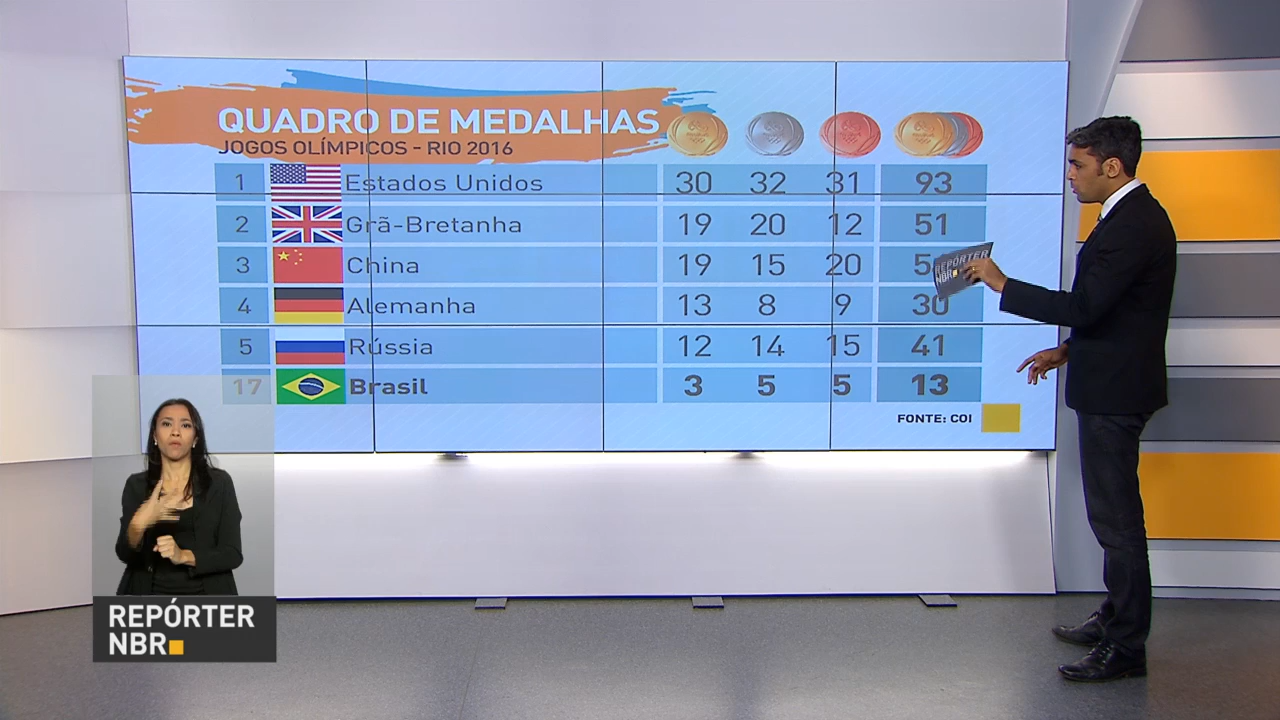 QUADRO DE MEDALHAS
JOGOS OLÍMPICOS - RIO 2016
1 Estados Unidos 30 32 31 93
2 Grã-Bretanha 19 20 12 51
3 China 19 15 20
4 Alemanha 13 8 9 30
5 Rússia 12 14 15 41
17 Brasil 3 5 5 13
FONTE: COI
REPÓRTER
NBR
REPÓRTER
NBR